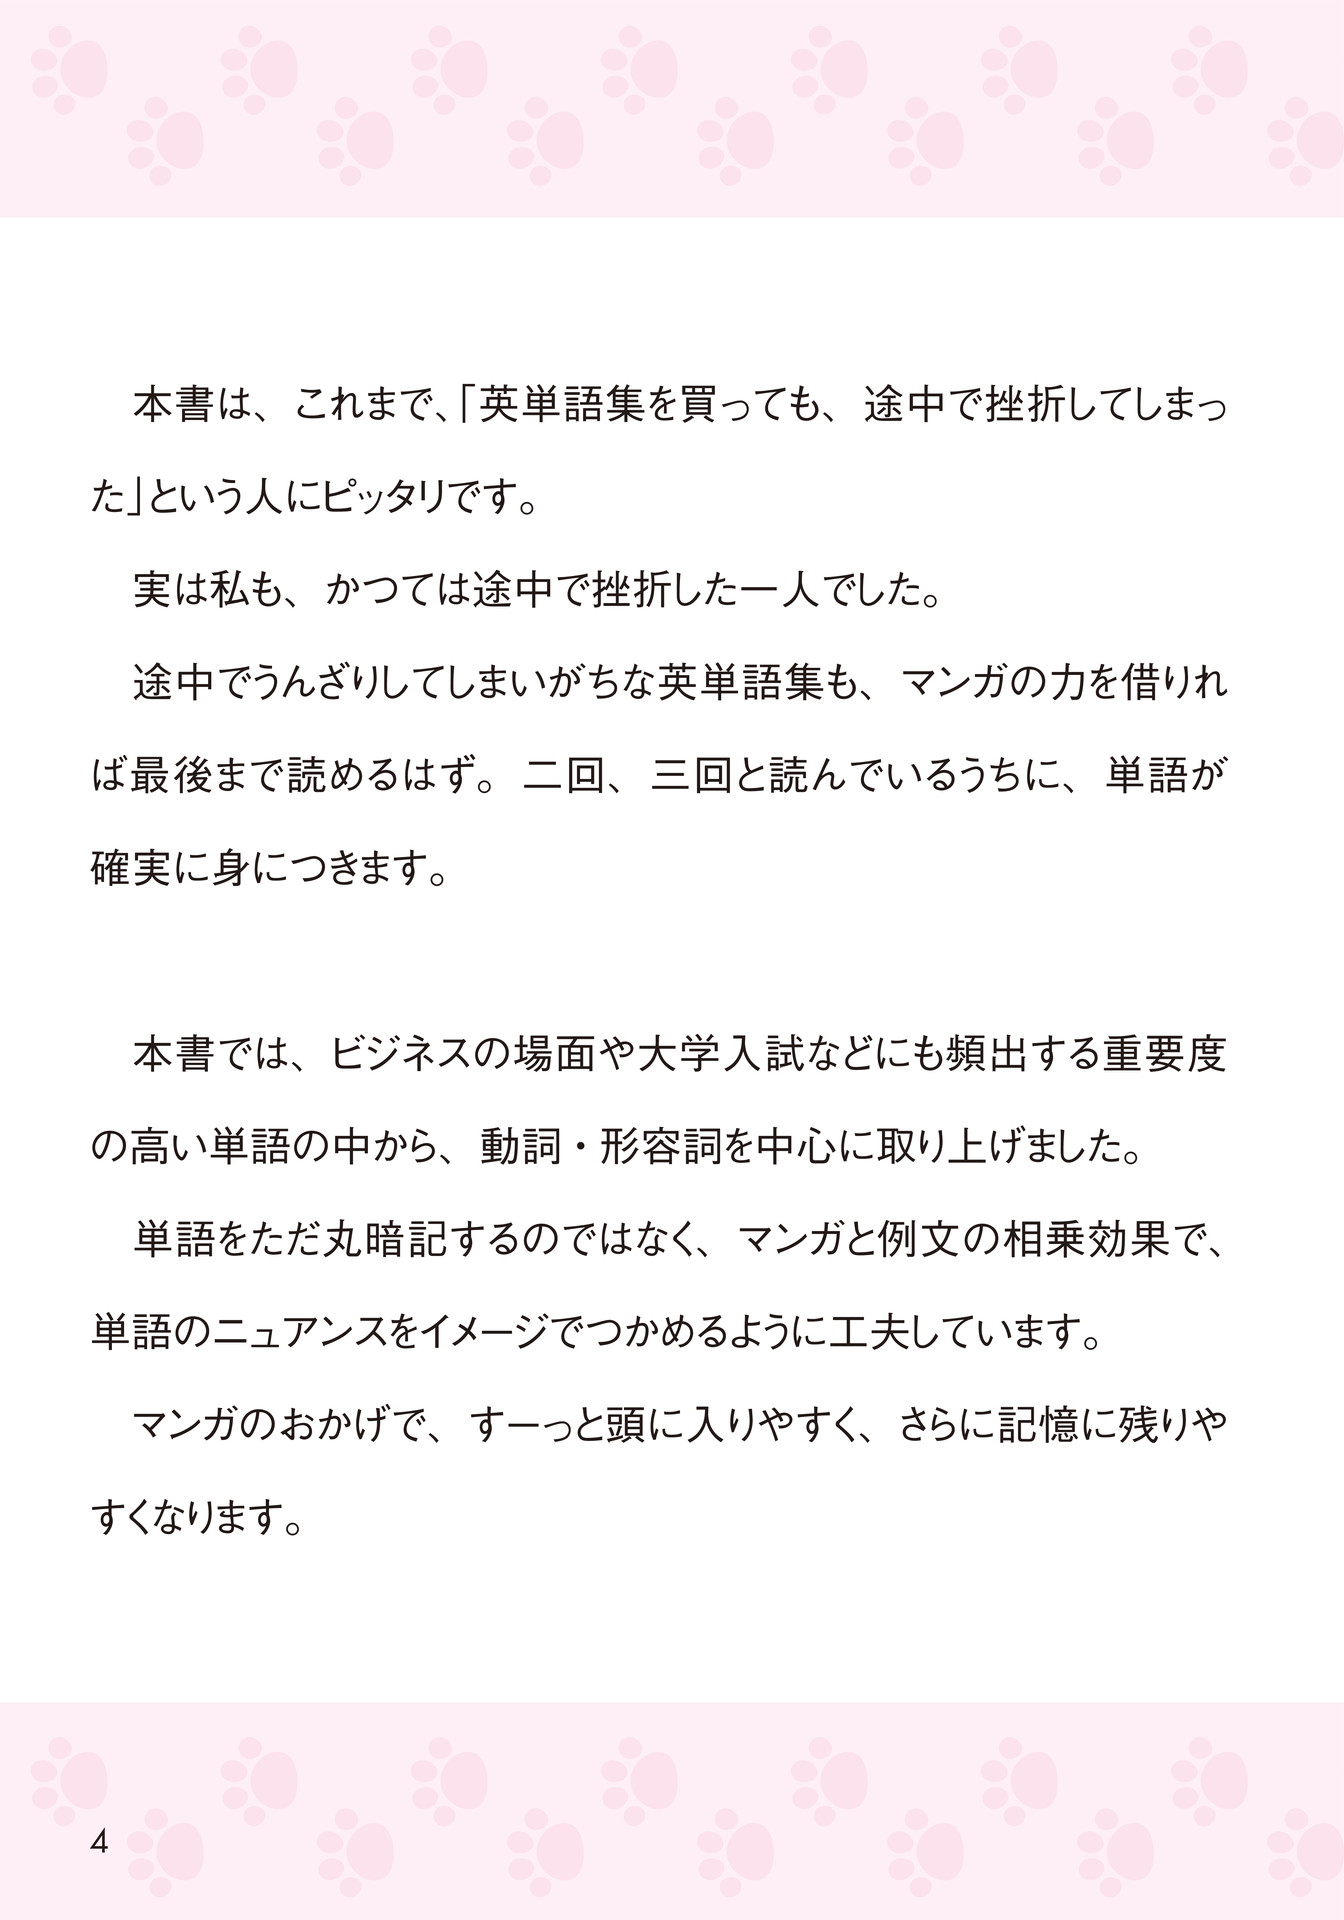 本書は、これまで、「英単語集を買っても、途中で挫折してしまっ
た」という人にピッタリです。
実は私も、かつては途中で挫折した一人でした。
途中でうんざりしてしまいがちな英単語集も、マンガの力を借りれ
ば最後まで読めるはず。二回、三回と読んでいるうちに、単語が
確実に身につきます。
本書では、ビジネスの場面や大学入試などにも頻出する重要度
の高い単語の中から、動詞・形容詞を中心に取り上げました。
単語をただ丸暗記するのではなく、マンガと例文の相乗効果で、
単語のニュアンスをイメージでつかめるように工夫しています。
マンガのおかげで、すーっと頭に入りやすく、さらに記憶に残りや
すくなります。
4